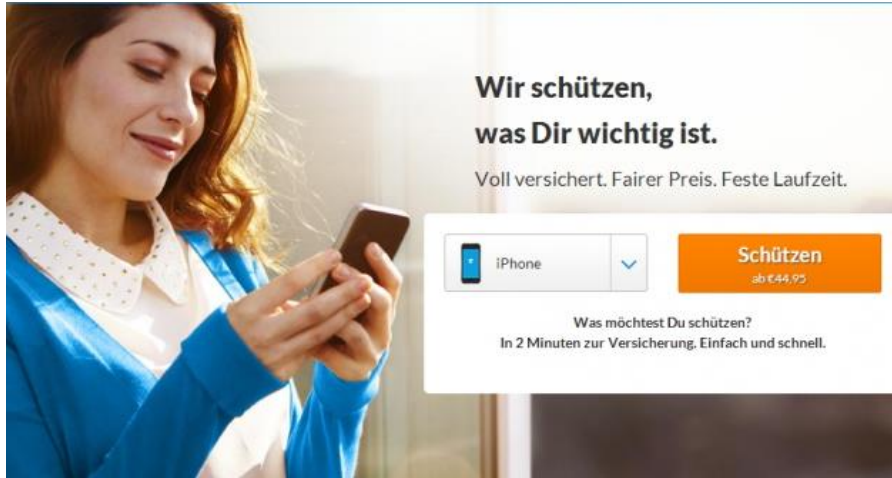 Wir schützen,
was Dir wichtig ist.
Voll versichert. Fairer Preis. Feste Laufzeit.
iPhone
Schützen
ab €44,95
Was möchtest Du schützen?
In 2 Minuten zur Versicherung. Einfach und schnell.